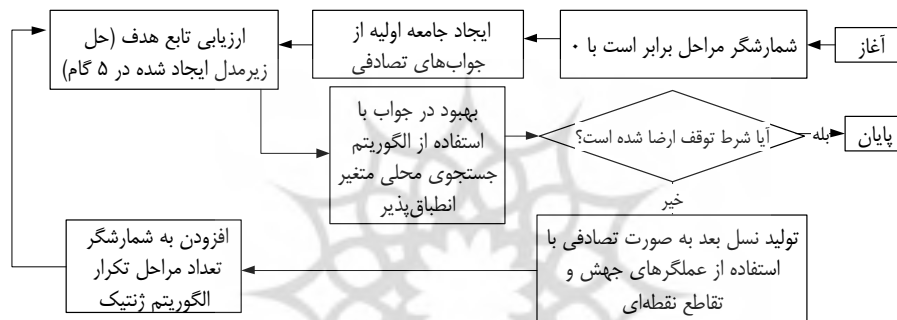 آغاز
شمارشگر مراحل برابر است با ۰
ایجاد جامعه اولیه از
جواب‌های تصادفی
ارزیابی تابع هدف (حل
زیرمدل ایجاد شده در ۵ گام)
بهبود در جواب با
استفاده از الگوریتم
جستجوی محلی متغیر
انطباق‌پذیر
آیا شرط توقف ارضا شده است؟
بله
پایان
خیر
تولید نسل بعد به صورت تصادفی با
استفاده از عملگرهای جهش و
تقاطع نقطه‌ای
افزودن به شمارشگر
تعداد مراحل تکرار
الگوریتم ژنتیک